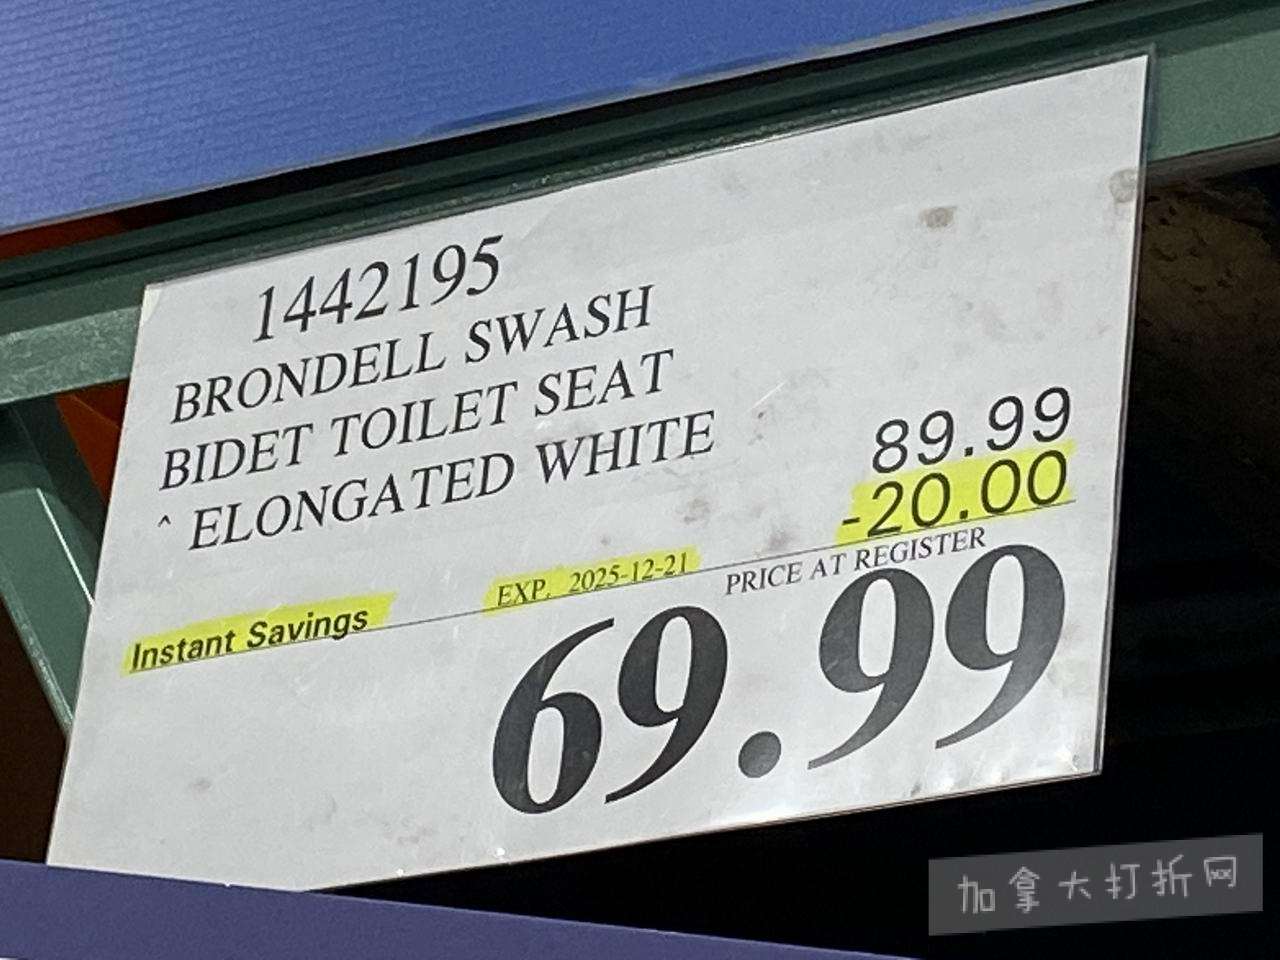 1442195
BRONDELL SWASH
BIDET TOILET SEAT
^ ELONGATED WHITE
89.99
-20.00
Instant Savings
EXP. 2025-12-21
PRICE AT REGISTER
69.99
加拿大打折网